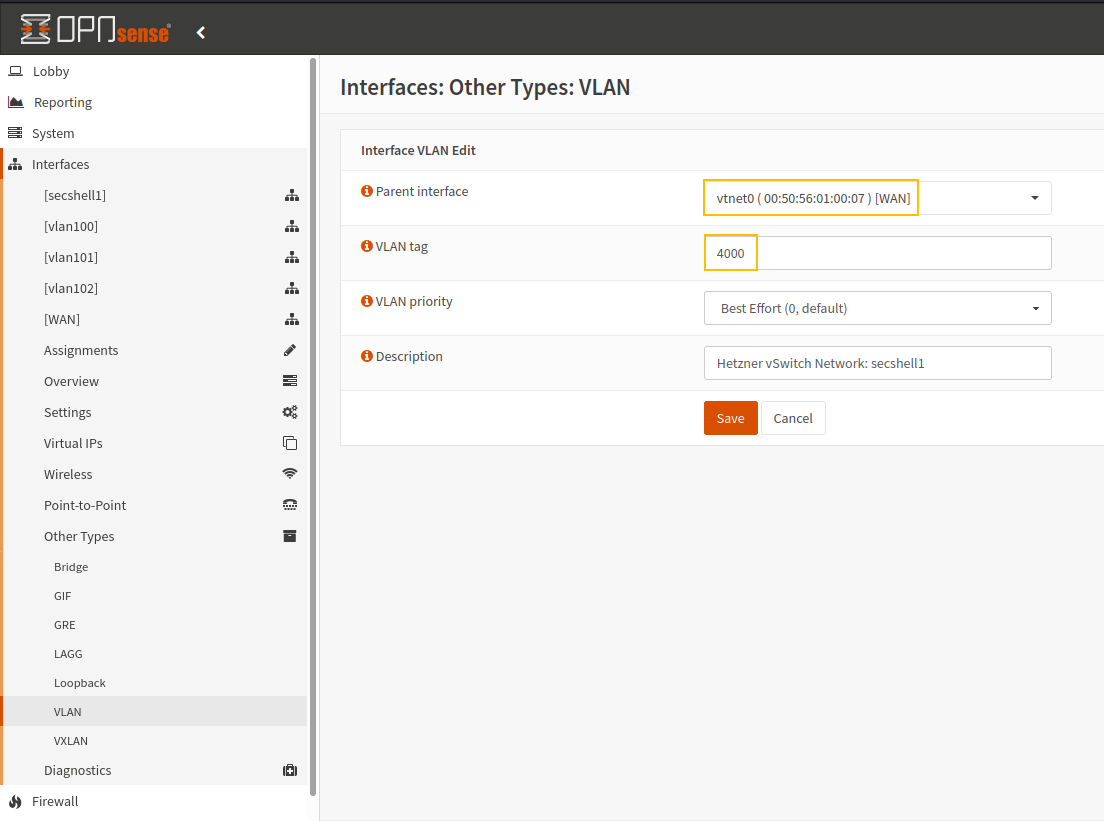 OPNsense
Lobby
Reporting
System
Interfaces
[secshell1]
[vlan100]
[vlan101]
[vlan102]
[WAN]
Assignments
Overview
Settings
Virtual IPs
Wireless
Point-to-Point
Other Types
Bridge
GIF
GRE
LAGG
Loopback
VLAN
VXLAN
Diagnostics
Firewall
Interfaces: Other Types: VLAN
Interface VLAN Edit
Parent interface
vtnet0 ( 00:50:56:01:00:07 ) [WAN]
VLAN tag
4000
VLAN priority
Best Effort (0, default)
Description
Hetzner vSwitch Network: secshell1
Save Cancel